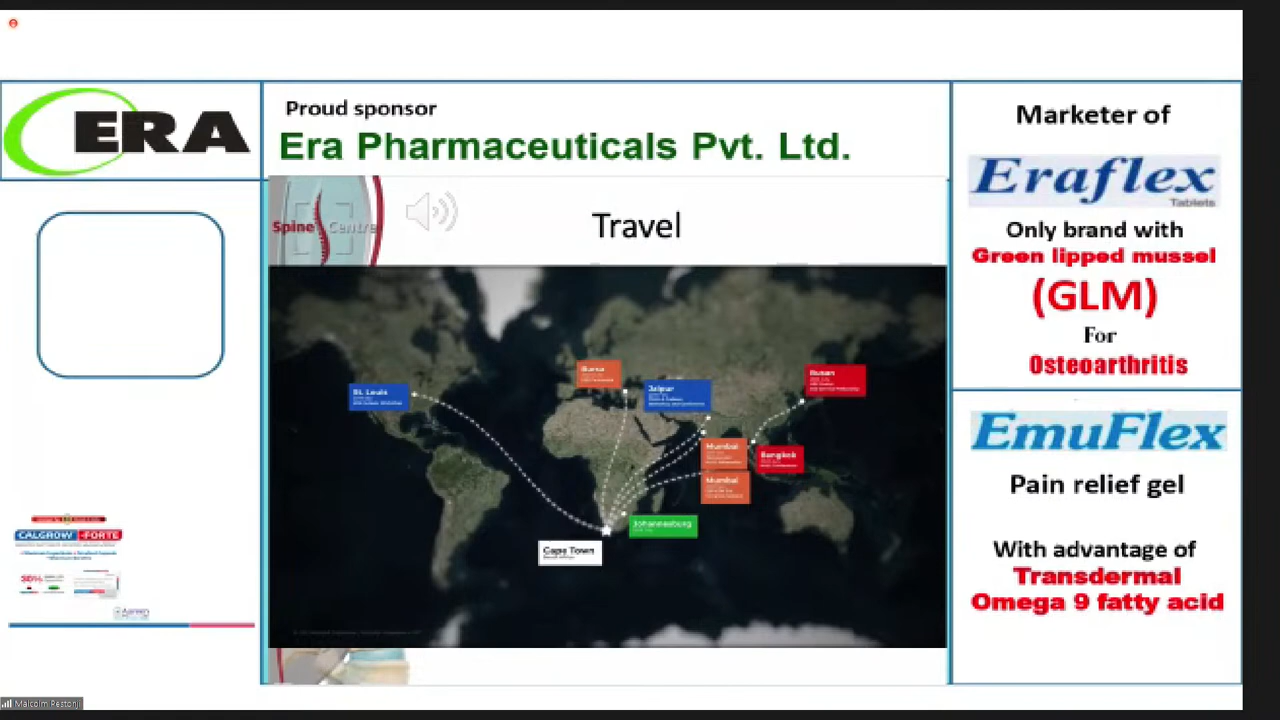 ERA
Proud sponsor
Era Pharmaceuticals Pvt. Ltd.
Spine Centre
Travel
St. Louis
Bursa
Jaipur
Busan
Mumbai
Bangkok
Mumbai
Johannesburg
Cape Town
Marketer of
Eraflex
Tablets
Only brand with
Green lipped mussel
(GLM)
For
Osteoarthritis
EmuFlex
Pain relief gel
With advantage of
Transdermal
Omega 9 fatty acid
CALGROW -FORTE
Malcolm Pestonji